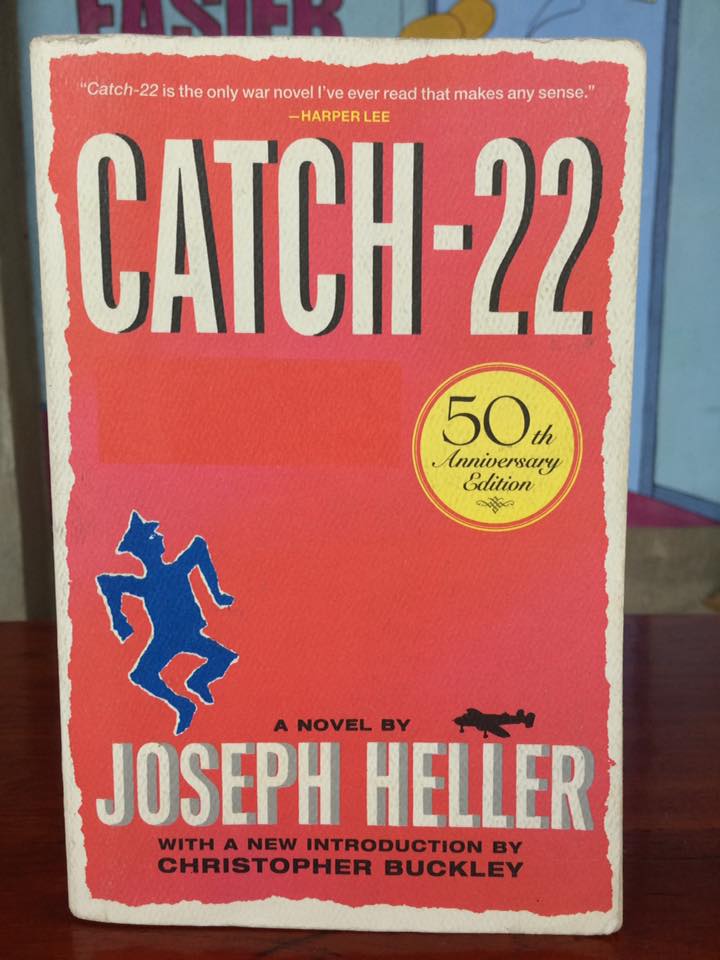 EASIER
"Catch-22 is the only war novel I've ever read that makes any sense."
—HARPER LEE
CATCH-22
50th
Anniversary
Edition
A NOVEL BY
JOSEPH HELLER
WITH A NEW INTRODUCTION BY
CHRISTOPHER BUCKLEY